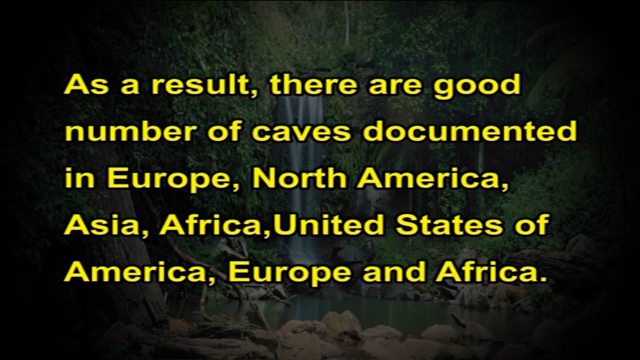 As a result, there are good
number of caves documented
in Europe, North America,
Asia, Africa,United States of
America, Europe and Africa.